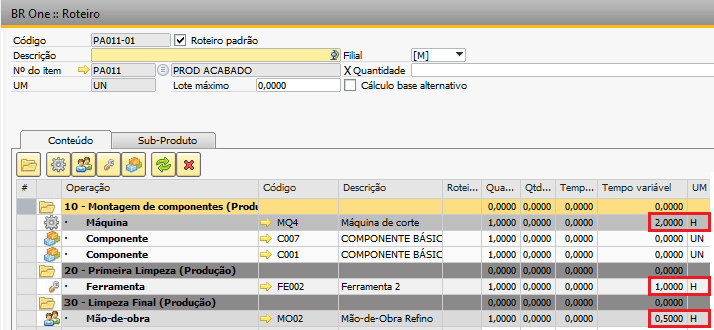 BR One :: Roteiro
Código PA011-01 Roteiro padrão
Descrição Filial [M]
Nº do item PA011 PROD ACABADO X Quantidade
UM UN Lote máximo 0,0000 Cálculo base alternativo
Conteúdo Sub-Produto
# Operação Código Descrição Rotei... Qua... Qtd... Temp... Tempo variável UM
10 - Montagem de componentes (Produ 0,0000 0,0000 0,0000 0,0000
Máquina MQ4 Máquina de corte 1,0000 0,0000 0,0000 2,0000 H
Componente C007 COMPONENTE BÁSIC 1,0000 0,0000 0,0000 0,0000 UN
Componente C001 COMPONENTE BÁSIC 1,0000 0,0000 0,0000 0,0000 UN
20 - Primeira Limpeza (Produção) 0,0000 0,0000 0,0000 0,0000
Ferramenta FE002 Ferramenta 2 1,0000 0,0000 0,0000 1,0000 H
30 - Limpeza Final (Produção) 0,0000 0,0000 0,0000 0,0000
Mão-de-obra MO02 Mão-de-Obra Refino 1,0000 0,0000 0,0000 0,5000 H